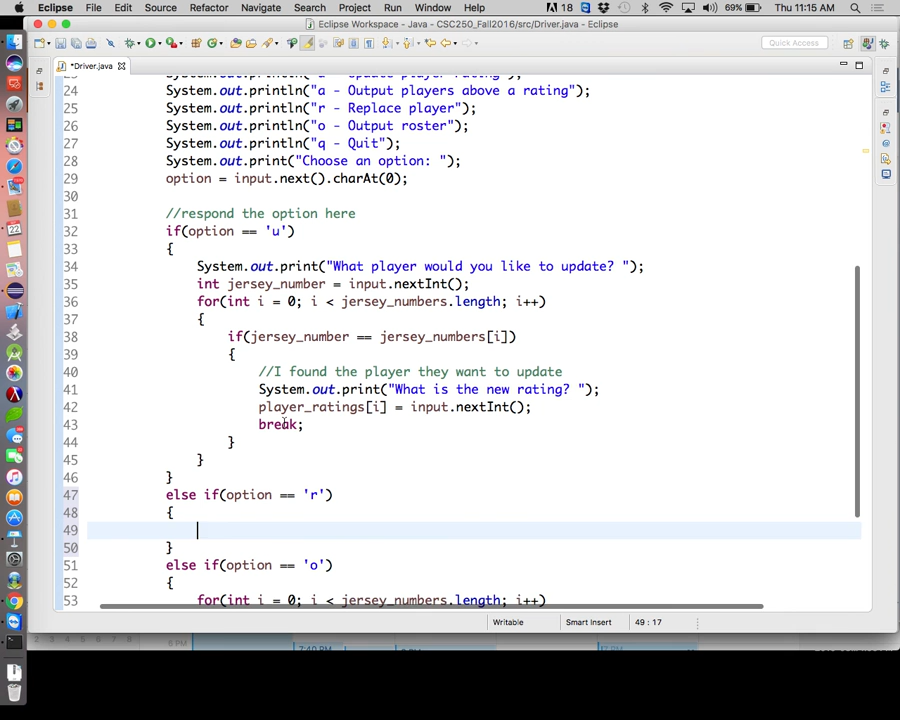 Eclipse File Edit Source Refactor Navigate Search Project Run Window Help 18 69% Thu 11:15 AM
Eclipse Workspace - Java - CSC250_Fall2016/src/Driver.java - Eclipse
Quick Access
*Driver.java
24 System.out.println("a - Output players above a rating");
25 System.out.println("r - Replace player");
26 System.out.println("o - Output roster");
27 System.out.println("q - Quit");
28 System.out.print("Choose an option: ");
29 option = input.next().charAt(0);
30
31 //respond the option here
32 if(option == 'u')
33 {
34 System.out.print("What player would you like to update? ");
35 int jersey_number = input.nextInt();
36 for(int i = 0; i < jersey_numbers.length; i++)
37 {
38 if(jersey_number == jersey_numbers[i])
39 {
40 //I found the player they want to update
41 System.out.print("What is the new rating? ");
42 player_ratings[i] = input.nextInt();
43 break;
44 }
45 }
46 }
47 else if(option == 'r')
48 {
49
50 }
51 else if(option == 'o')
52 {
53 for(int i = 0; i < jersey_numbers.length; i++)
Writable Smart Insert 49 : 17